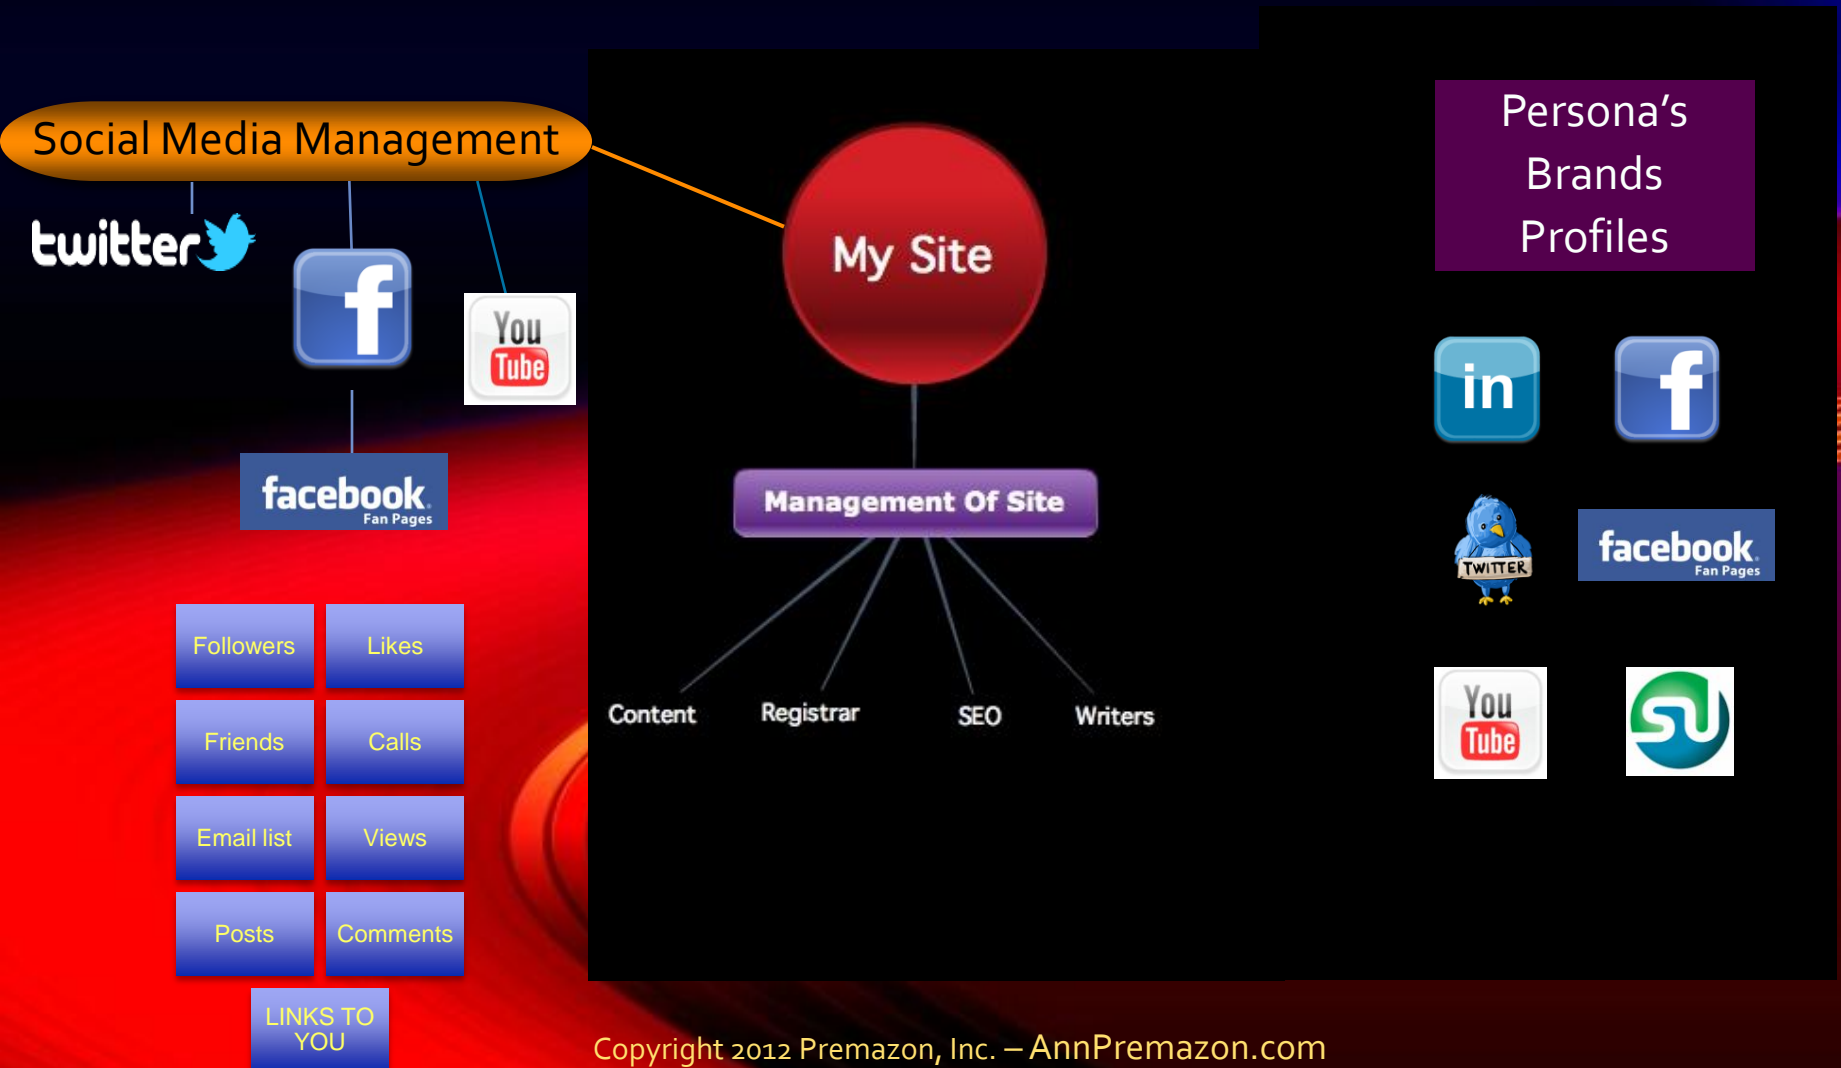 Social Media Management
twitter
f
You
Tube
facebook
Fan Pages
Followers
Likes
Friends
Calls
Email list
Views
Posts
Comments
LINKS TO
YOU
My Site
Management Of Site
Content
Registrar
SEO
Writers
Persona’s
Brands
Profiles
in
f
TWITTER
facebook
Fan Pages
You
Tube
SU
Copyright 2012 Premazon, Inc. – AnnPremazon.com